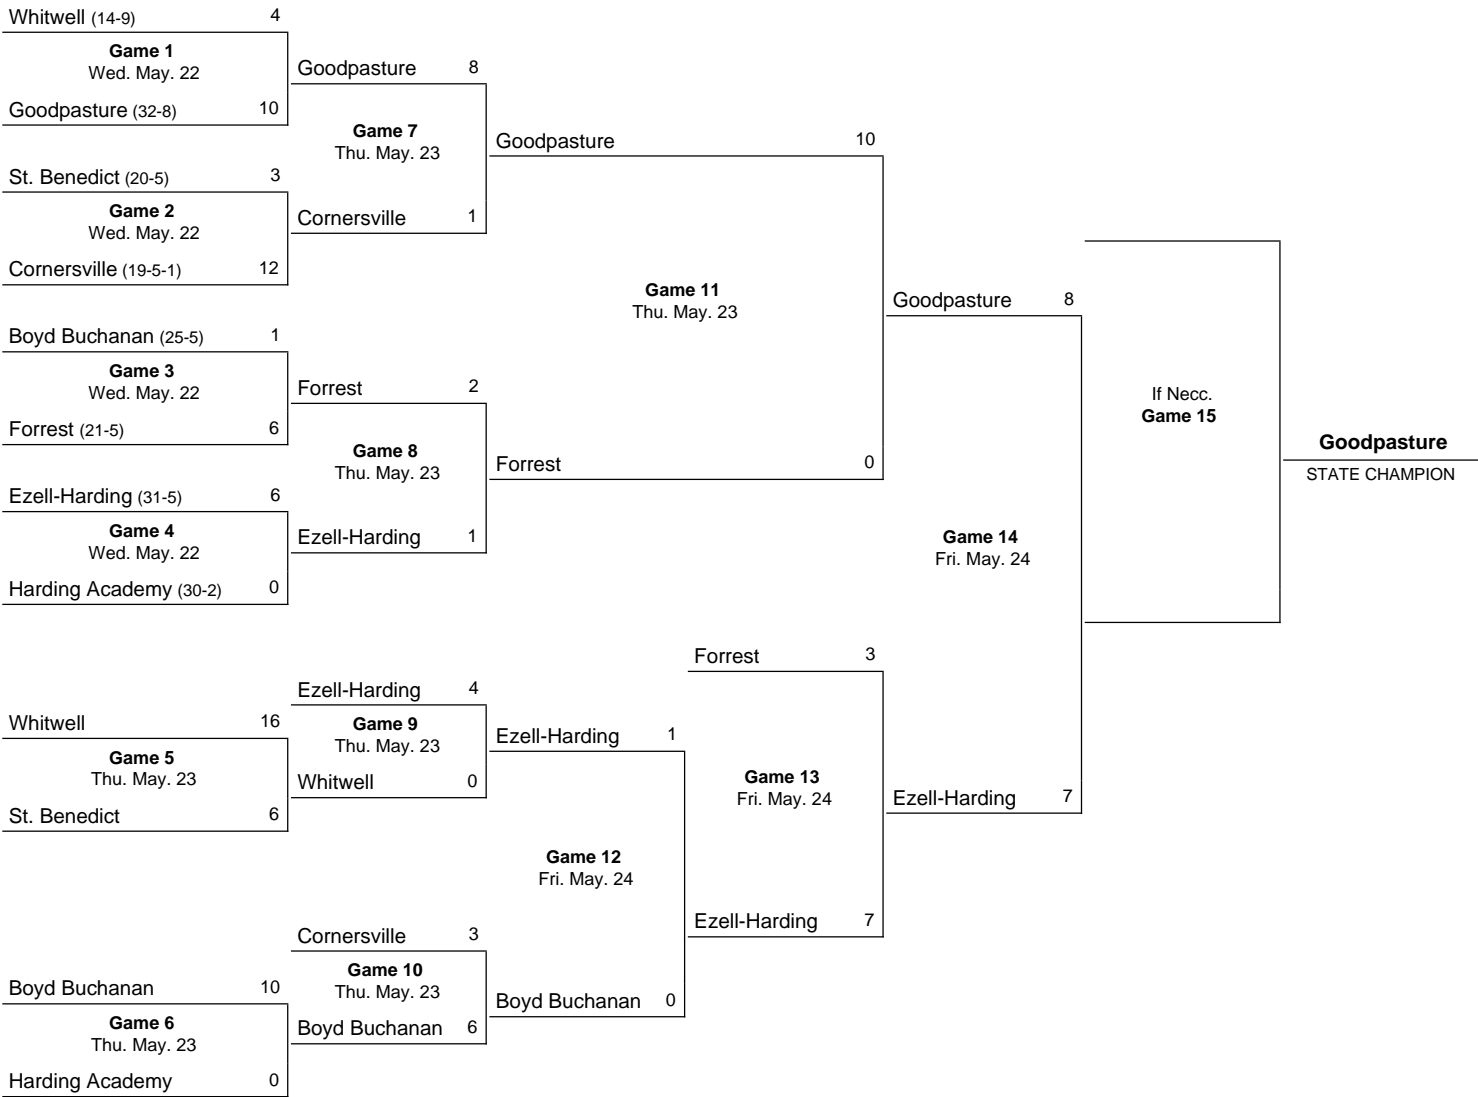 Whitwell (14-9) 4
Game 1
Wed. May. 22
Goodpasture (32-8) 10
St. Benedict (20-5) 3
Game 2
Wed. May. 22
Cornersville (19-5-1) 12
Boyd Buchanan (25-5) 1
Game 3
Wed. May. 22
Forrest (21-5) 6
Ezell-Harding (31-5) 6
Game 4
Wed. May. 22
Harding Academy (30-2) 0
Whitwell 16
Game 5
Thu. May. 23
St. Benedict 6
Boyd Buchanan 10
Game 6
Thu. May. 23
Harding Academy 0
Goodpasture 8
Game 7
Thu. May. 23
Cornersville 1
Forrest 2
Game 8
Thu. May. 23
Ezell-Harding 1
Ezell-Harding 4
Game 9
Thu. May. 23
Whitwell 0
Cornersville 3
Game 10
Thu. May. 23
Boyd Buchanan 6
Goodpasture 10
Game 11
Thu. May. 23
Forrest 0
Ezell-Harding 1
Game 12
Fri. May. 24
Boyd Buchanan 0
Forrest 3
Game 13
Fri. May. 24
Ezell-Harding 7
Goodpasture 8
Game 14
Fri. May. 24
Ezell-Harding 7
If Necc.
Game 15
Goodpasture
STATE CHAMPION